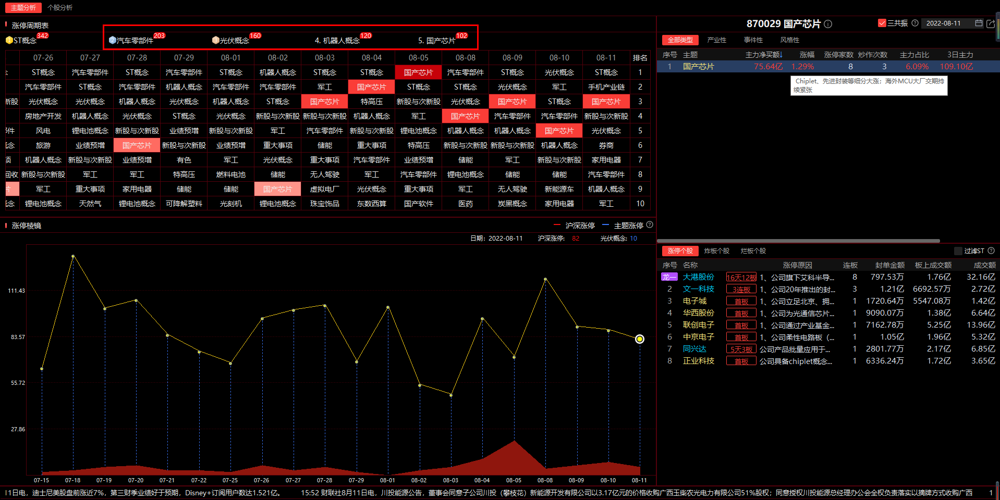 主题分析 个股分析
涨停周期表
1 ST概念 342 2 汽车零部件 203 3 光伏概念 160 4. 机器人概念 120 5. 国产芯片 102
07-26 07-27 07-28 07-29 08-01 08-02 08-03 08-04 08-05 08-08 08-09 08-10 08-11 排名
ST概念 汽车零部件 ST概念 汽车零部件 ST概念 机器人概念 ST概念 ST概念 国产芯片 汽车零部件 ST概念 光伏概念 ST概念 1
汽车零部件 ST概念 汽车零部件 机器人概念 汽车零部件 汽车零部件 军工 国产芯片 ST概念 ST概念 光伏概念 军工 手机产业链 2
新股 光伏概念 光伏概念 机器人概念 光伏概念 机器人概念 ST概念 国产芯片 特高压 新股与次新股 光伏概念 国产芯片 ST概念 国产芯片 3
房地产开发 机器人概念 光伏概念 ST概念 光伏概念 新股与次新股 新股与次新股 机器人概念 军工 国产芯片 汽车零部件 汽车零部件 新股与次新股 4
件 风电 锂电池概念 新股与次新股 业绩预增 新股与次新股 军工 汽车零部件 新股与次新股 锂电池概念 机器人概念 机器人概念 国产芯片 光伏概念 5
念 旅游 业绩预增 国产芯片 新股与次新股 业绩预增 重大事项 储能 重大事项 特高压 新股与次新股 新股与次新股 机器人概念 券商 6
项 机器人概念 新股与次新股 业绩预增 有色 军工 光伏概念 重大事项 汽车零部件 业绩预增 储能 军工 新股与次新股 家用电器 7
回收 新股与次新股 军工 军工 特高压 燃料电池 储能 无人驾驶 军工 汽车零部件 锂电池概念 储能 储能 汽车零部件 8
片 军工 重大事项 家用电器 储能 储能 国产芯片 虚拟电厂 光伏概念 重大事项 军工 无人驾驶 新能源车 机器人概念 9
念 锂电池概念 天然气 锂电池概念 可降解塑料 光刻机 锂电池概念 珠宝饰品 东数西算 国产软件 医药 炭黑概念 家用电器 军工 10
涨停棱镜 沪深涨停 主题涨停 ?
日期: 2022-08-11 沪深涨停: 82 光伏概念: 10
111.43
83.57
55.72
27.86
07-15 07-18 07-19 07-20 07-21 07-22 07-25 07-26 07-27 07-28 07-29 08-01 08-02 08-03 08-04 08-05 08-08 08-09 08-10 08-11
870029 国产芯片 三共振 ? 2022-08-11
全部类型 产业性 事件性 风格性
序号 主题 主力净买额↓ 涨幅 涨停家数 炒作次数 主力占比 3日主力
1 国产芯片 75.64亿 1.29% 8 3 6.09% 109.10亿
Chiplet、先进封装等细分大涨；海外MCU大厂交期持
续紧张
涨停个股 炸板个股 烂板个股 过滤ST ?
序号 名称 涨停原因 连板 封单金额 板上成交额 成交额
龙一 大港股份 16天12板 1、公司旗下艾科半导... 8 797.53万 1.76亿 32.16亿
2 文一科技 3连板 1、公司20年推出的封... 3 1.21亿 6692.57万 2.72亿
3 电子城 首板 1、公司立足北京、拥... 1 1720.64万 5547.08万 1.42亿
4 华西股份 首板 1、公司为光通信芯片... 1 9090.07万 1.38亿 6.64亿
5 联创电子 首板 1、公司通过产业基金... 1 7162.78万 5.25亿 13.96亿
6 中京电子 首板 1、公司柔性电路板（... 1 1.05亿 1.96亿 5.32亿
7 同兴达 5天3板 公司产品批量应用于... 1 2801.77万 2.17亿 6.85亿
8 正业科技 首板 公司具备chiplet概念... 1 6336.24万 1.72亿 3.65亿
11日电，迪士尼美股盘前涨近7%，第三财季业绩好于预期，Disney+订阅用户数达1.521亿。 15:52 财联社8月11日电，川投能源公告，董事会同意子公司川投（攀枝花）新能源开发有限公司以3.17亿元的价格收购广西玉柴农光电力有限公司51%股权；同意授权川投能源总经理办公会全权负责落实以摘牌方式收购广西 1